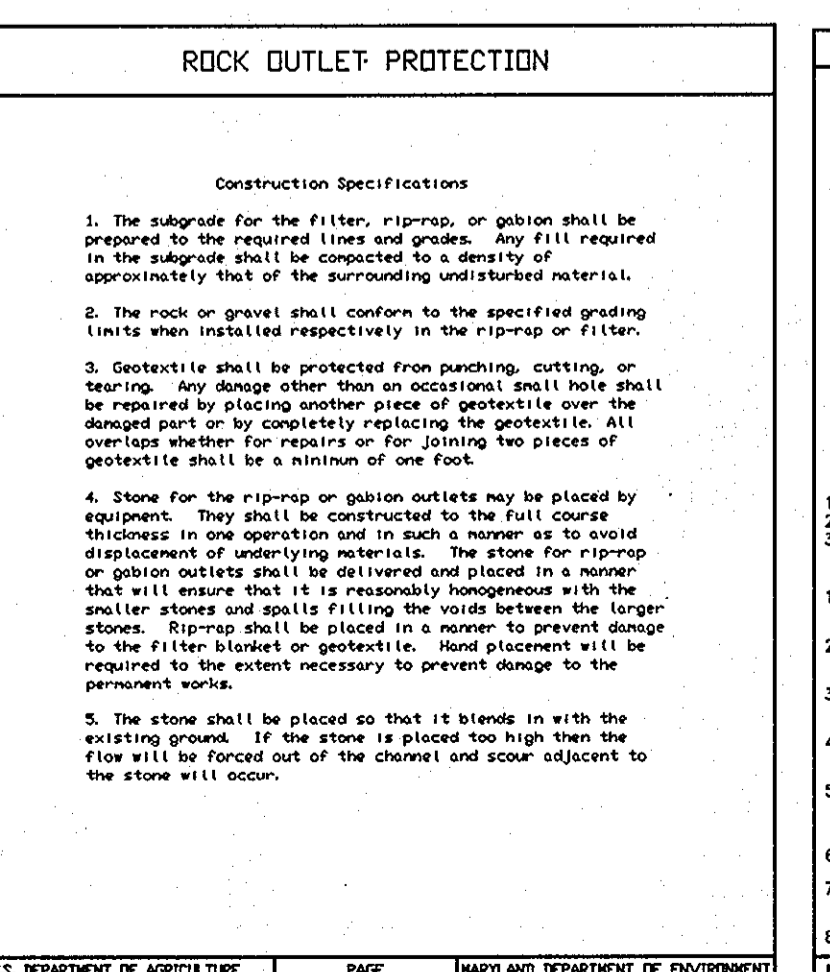 ROCK OUTLET PROTECTION
Construction Specifications
1. The subgrade for the filter, rip-rap, or gabion shall be
prepared to the required lines and grades. Any fill required
in the subgrade shall be compacted to a density of
approximately that of the surrounding undisturbed material.
2. The rock or gravel shall conform to the specified grading
limits when installed respectively in the rip-rap or filter.
3. Geotextile shall be protected from punching, cutting, or
tearing. Any damage other than an occasional small hole shall
be repaired by placing another piece of geotextile over the
damaged part or by completely replacing the geotextile. All
overlaps whether for repairs or for joining two pieces of
geotextile shall be a minimum of one foot.
4. Stone for the rip-rap or gabion outlets may be placed by
equipment. They shall be constructed to the full course
thickness in one operation and in such a manner as to avoid
displacement of underlying materials. The stone for rip-rap
or gabion outlets shall be delivered and placed in a manner
that will ensure that it is reasonably homogeneous with the
smaller stones and spalls filling the voids between the larger
stones. Rip-rap shall be placed in a manner to prevent damage
to the filter blanket or geotextile. Hand placement will be
required to the extent necessary to prevent damage to the
permanent works.
5. The stone shall be placed so that it blends in with the
existing ground. If the stone is placed too high then the
flow will be forced out of the channel and scour adjacent to
the stone will occur.
DEPARTMENT OF AGRICULTURE
PAGE
MARYLAND DEPARTMENT OF ENVIRONMENT